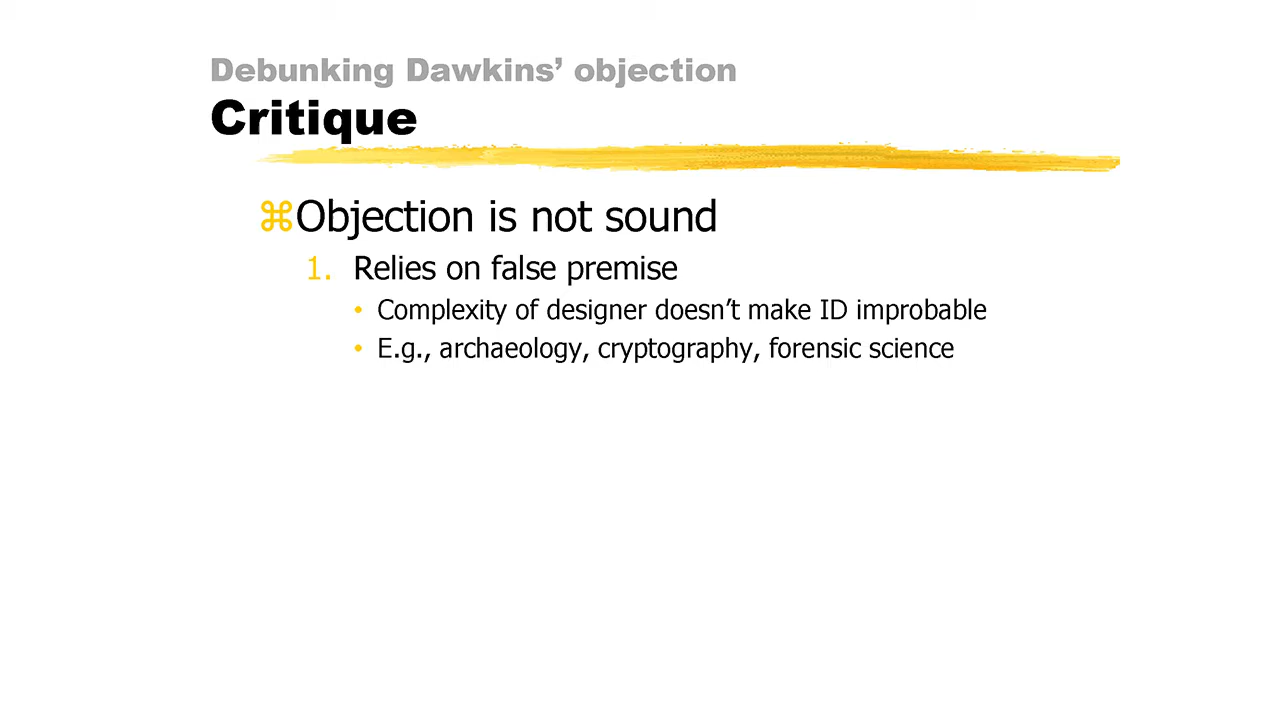 Debunking Dawkins’ objection
Critique
⌘Objection is not sound
1. Relies on false premise
• Complexity of designer doesn’t make ID improbable
• E.g., archaeology, cryptography, forensic science